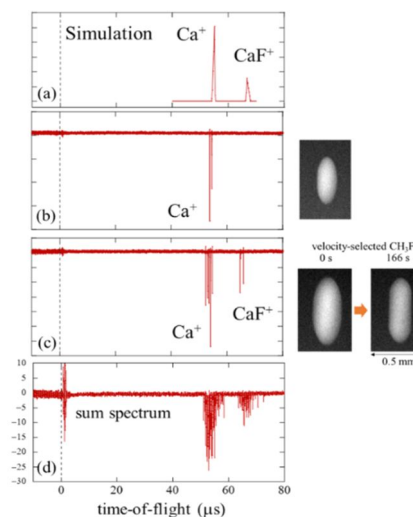 Simulation
Ca⁺
CaF⁺
(a)
(b)
Ca⁺
velocity-selected CH₃F
0 s
166 s
Ca⁺
CaF⁺
(c)
0.5 mm
10
5
0
−5
−10
−15
−20
−25
−30
sum spectrum
(d)
0
20
40
60
80
time-of-flight (µs)